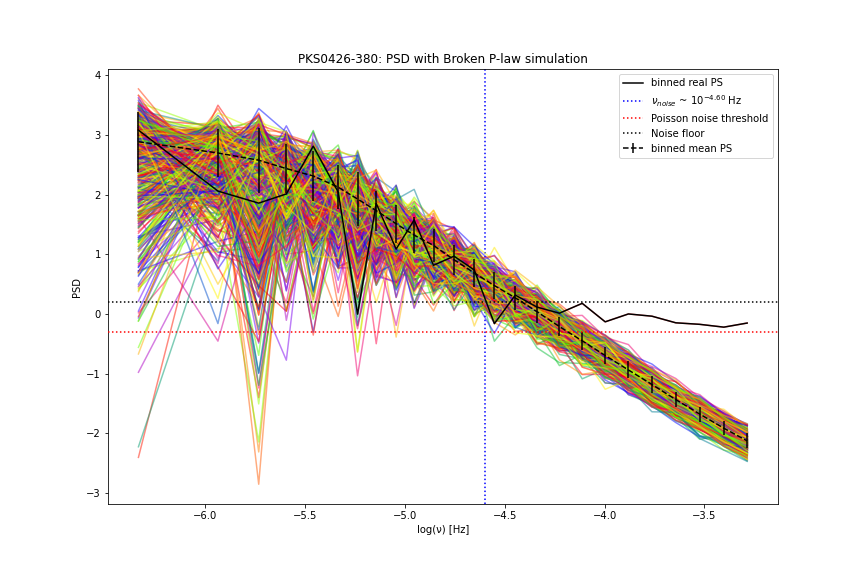 PKS0426-380: PSD with Broken P-law simulation
binned real PS
ν_noise ~ 10^−4.60 Hz
Poisson noise threshold
Noise floor
binned mean PS
4
3
2
1
0
−1
−2
−3
PSD
−6.0 −5.5 −5.0 −4.5 −4.0 −3.5
log(ν) [Hz]